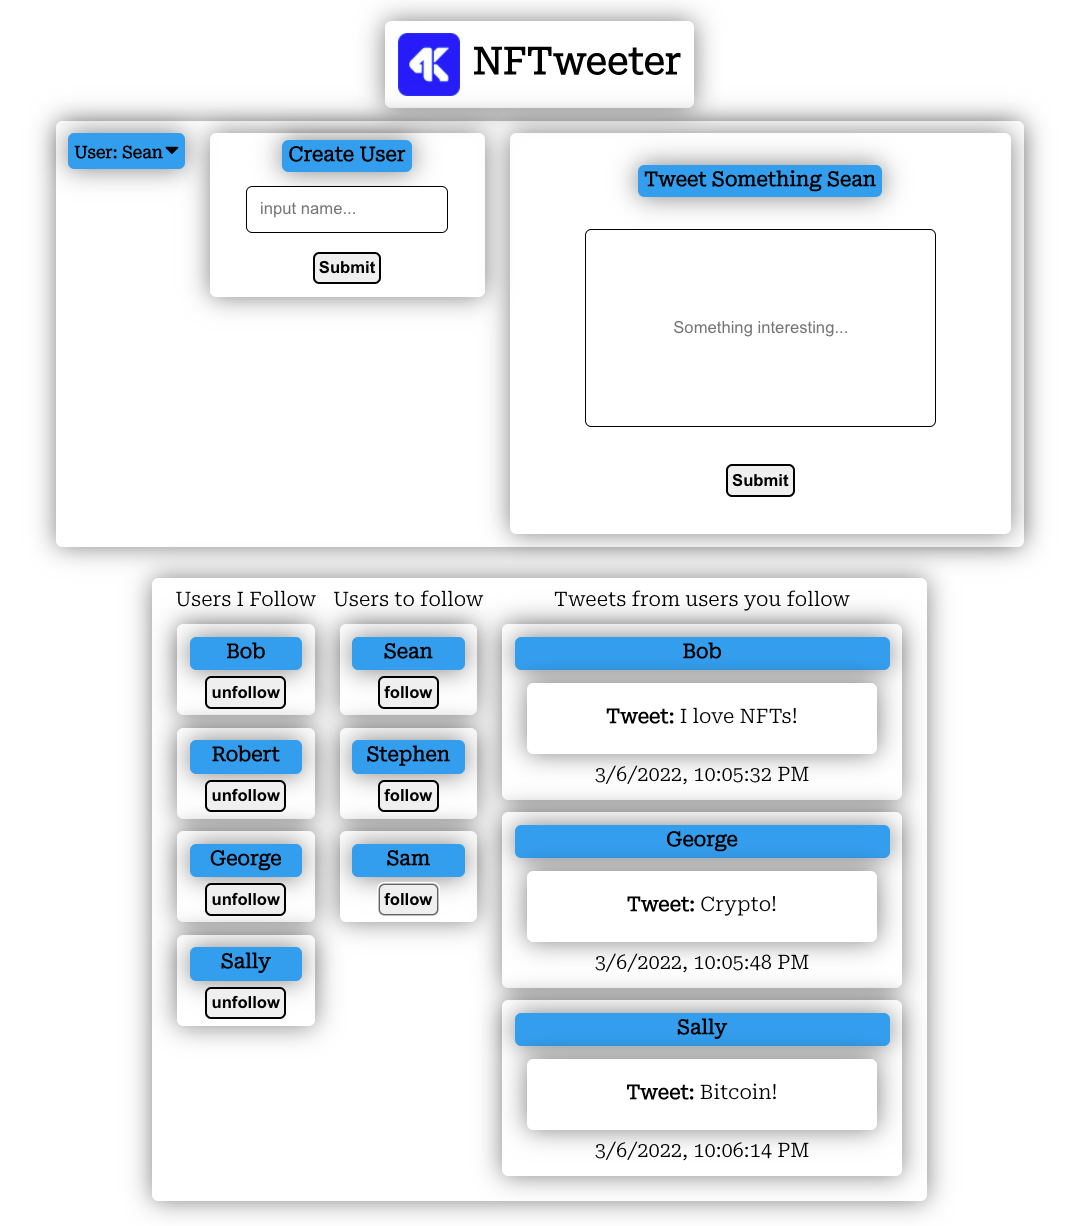 4K NFTweeter
User: Sean
Create User
input name...
Submit
Tweet Something Sean
Something interesting...
Submit
Users I Follow
Bob
unfollow
Robert
unfollow
George
unfollow
Sally
unfollow
Users to follow
Sean
follow
Stephen
follow
Sam
follow
Tweets from users you follow
Bob
Tweet: I love NFTs!
3/6/2022, 10:05:32 PM
George
Tweet: Crypto!
3/6/2022, 10:05:48 PM
Sally
Tweet: Bitcoin!
3/6/2022, 10:06:14 PM